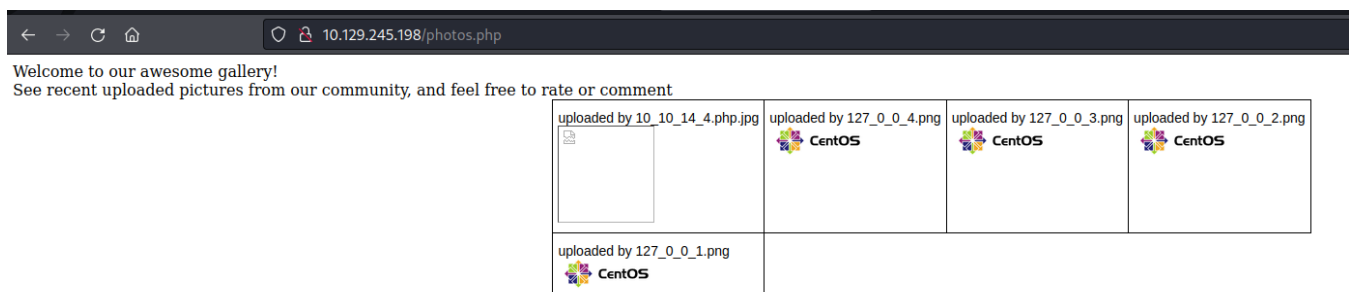 10.129.245.198/photos.php
Welcome to our awesome gallery!
See recent uploaded pictures from our community, and feel free to rate or comment
uploaded by 10_10_14_4.php.jpg
uploaded by 127_0_0_4.png
uploaded by 127_0_0_3.png
uploaded by 127_0_0_2.png
CentOS
CentOS
CentOS
uploaded by 127_0_0_1.png
CentOS